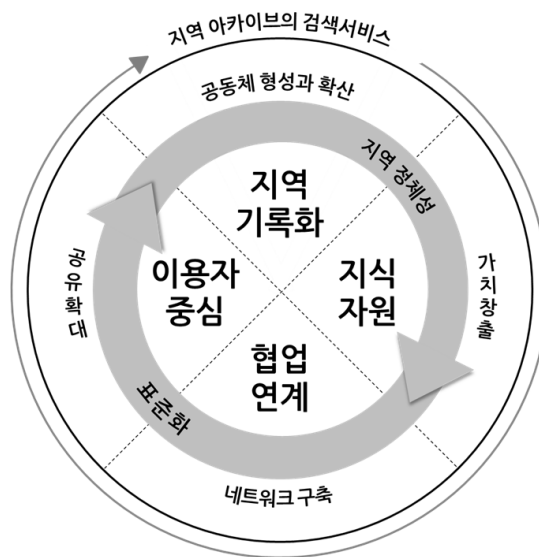 지역 아카이브의 검색서비스
공동체 형성과 확산
지역 정체성
지역
기록화
이용자
중심
지식
자원
협업
연계
공유확대
가치창출
표준화
네트워크 구축